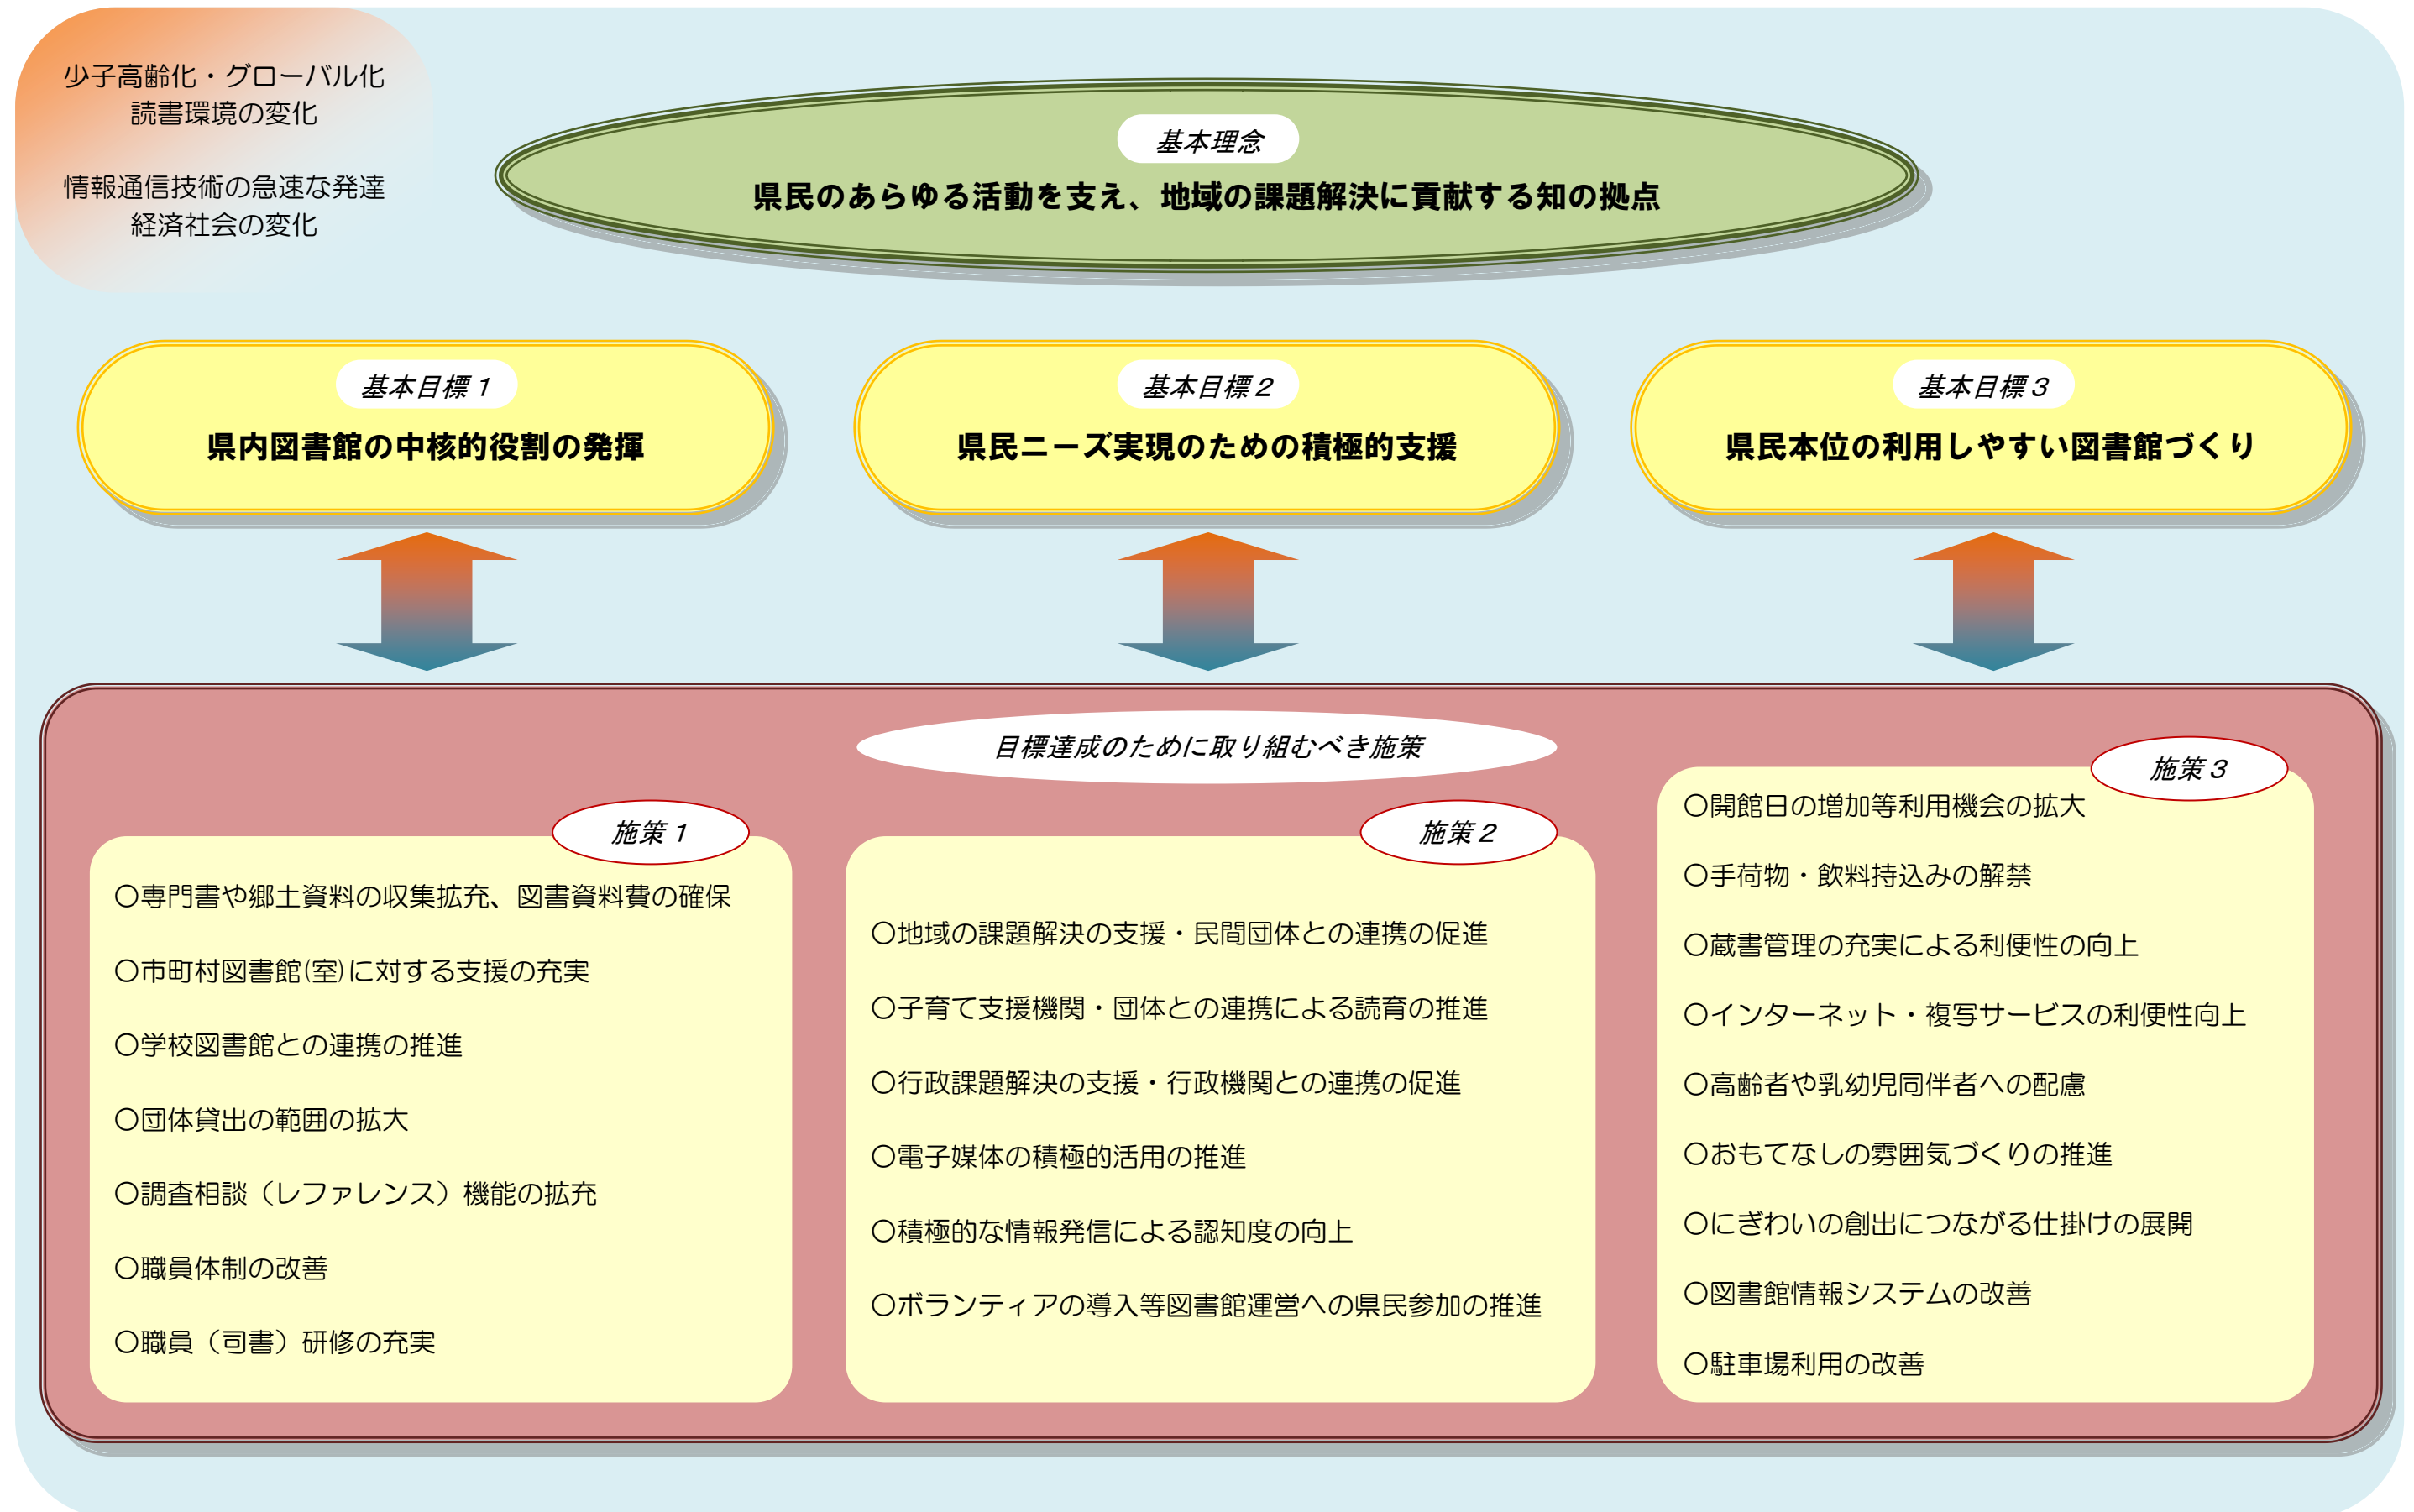 少子高齢化・グローバル化
読書環境の変化
情報通信技術の急速な発達
経済社会の変化
基本理念
県民のあらゆる活動を支え、地域の課題解決に貢献する知の拠点
基本目標１
県内図書館の中核的役割の発揮
基本目標２
県民ニーズ実現のための積極的支援
基本目標３
県民本位の利用しやすい図書館づくり
目標達成のために取り組むべき施策
施策１
〇専門書や郷土資料の収集拡充、図書資料費の確保
〇市町村図書館(室)に対する支援の充実
〇学校図書館との連携の推進
〇団体貸出の範囲の拡大
〇調査相談（レファレンス）機能の拡充
〇職員体制の改善
〇職員（司書）研修の充実
施策２
〇地域の課題解決の支援・民間団体との連携の促進
〇子育て支援機関・団体との連携による読育の推進
〇行政課題解決の支援・行政機関との連携の促進
〇電子媒体の積極的活用の推進
〇積極的な情報発信による認知度の向上
〇ボランティアの導入等図書館運営への県民参加の推進
施策３
〇開館日の増加等利用機会の拡大
〇手荷物・飲料持込みの解禁
〇蔵書管理の充実による利便性の向上
〇インターネット・複写サービスの利便性向上
〇高齢者や乳幼児同伴者への配慮
〇おもてなしの雰囲気づくりの推進
〇にぎわいの創出につながる仕掛けの展開
〇図書館情報システムの改善
〇駐車場利用の改善